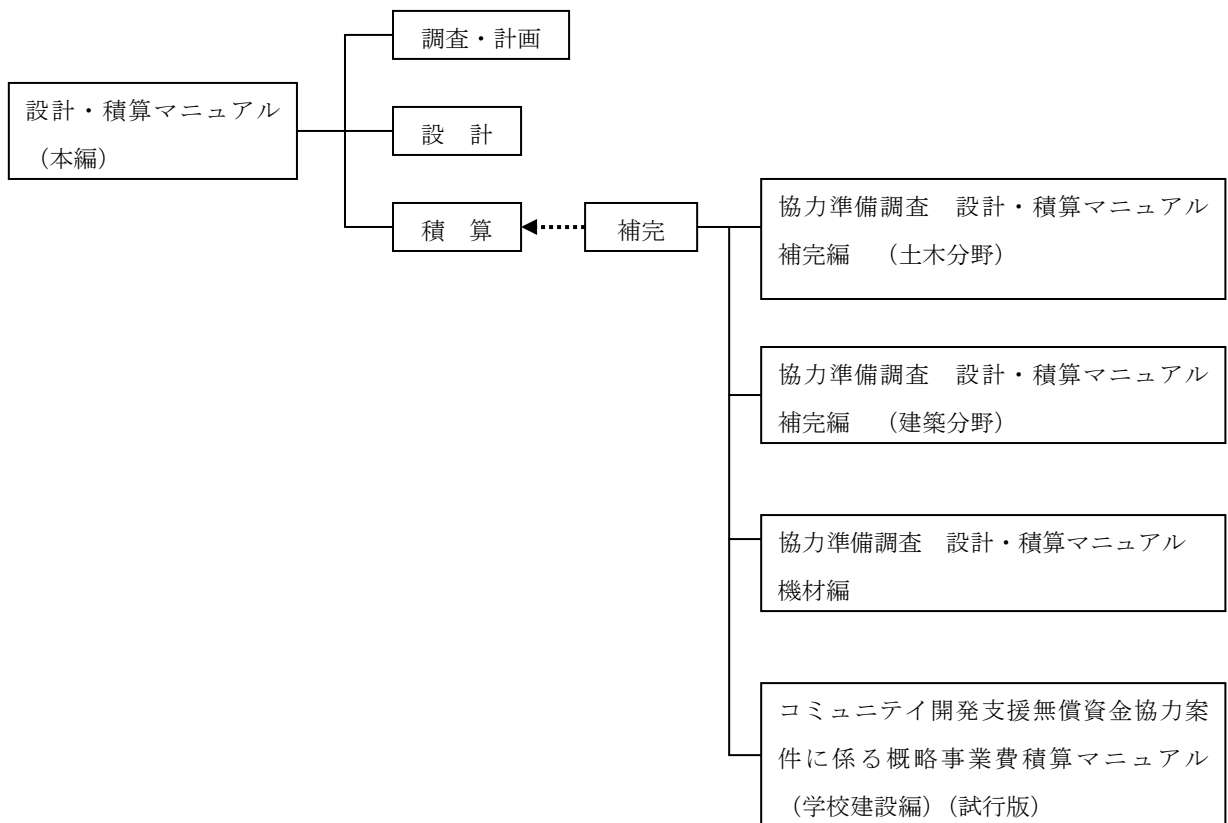 調査・計画
設計・積算マニュアル
（本編）
設　計
積　算
補完
協力準備調査　設計・積算マニュアル
補完編　（土木分野）
協力準備調査　設計・積算マニュアル
補完編　（建築分野）
協力準備調査　設計・積算マニュアル
機材編
コミュニテイ開発支援無償資金協力案
件に係る概略事業費積算マニュアル
（学校建設編）（試行版）